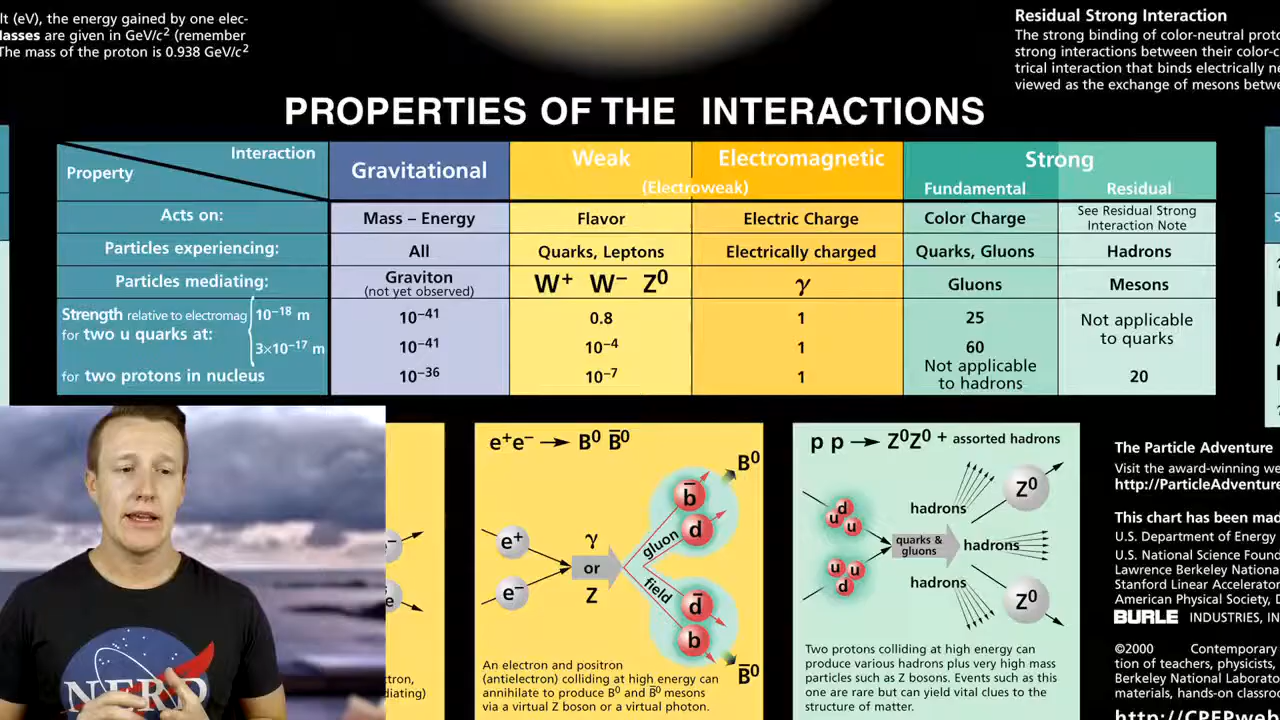 lt (eV), the energy gained by one elec-
lasses are given in GeV/c² (remember
The mass of the proton is 0.938 GeV/c²
Residual Strong Interaction
The strong binding of color-neutral proto
strong interactions between their color-c
trical interaction that binds electrically ne
viewed as the exchange of mesons betwe
PROPERTIES OF THE INTERACTIONS
Interaction
Property
Gravitational
Weak
Electromagnetic
(Electroweak)
Strong
Fundamental
Residual
Acts on:
Mass – Energy
Flavor
Electric Charge
Color Charge
See Residual Strong
Interaction Note
Particles experiencing:
All
Quarks, Leptons
Electrically charged
Quarks, Gluons
Hadrons
Particles mediating:
Graviton
(not yet observed)
W⁺ W⁻ Z⁰
γ
Gluons
Mesons
Strength relative to electromag
for two u quarks at:
10⁻¹⁸ m
10⁻⁴¹
0.8
1
25
Not applicable
to quarks
3×10⁻¹⁷ m
10⁻⁴¹
10⁻⁴
1
60
for two protons in nucleus
10⁻³⁶
10⁻⁷
1
Not applicable
to hadrons
20
e
ctron,
diating)
e⁺e⁻ → B⁰ B̄⁰
e⁺
e⁻
γ
or
Z
gluon
field
b̄
d
d̄
b
B⁰
B̄⁰
An electron and positron
(antielectron) colliding at high energy can
annihilate to produce B⁰ and B̄⁰ mesons
via a virtual Z boson or a virtual photon.
p p → Z⁰Z⁰ + assorted hadrons
d
u
u
u
u
d
quarks &
gluons
hadrons
hadrons
hadrons
Z⁰
Z⁰
Two protons colliding at high energy can
produce various hadrons plus very high mass
particles such as Z bosons. Events such as this
one are rare but can yield vital clues to the
structure of matter.
The Particle Adventure
Visit the award-winning we
http://ParticleAdventure
This chart has been mad
U.S. Department of Energy
U.S. National Science Foun
Lawrence Berkeley Nationa
Stanford Linear Accelerator
American Physical Society, D
BURLE INDUSTRIES, IN
©2000 Contemporary
tion of teachers, physicists,
Berkeley National Laborato
materials, hands-on classroo
http://CPEPweb
NERD